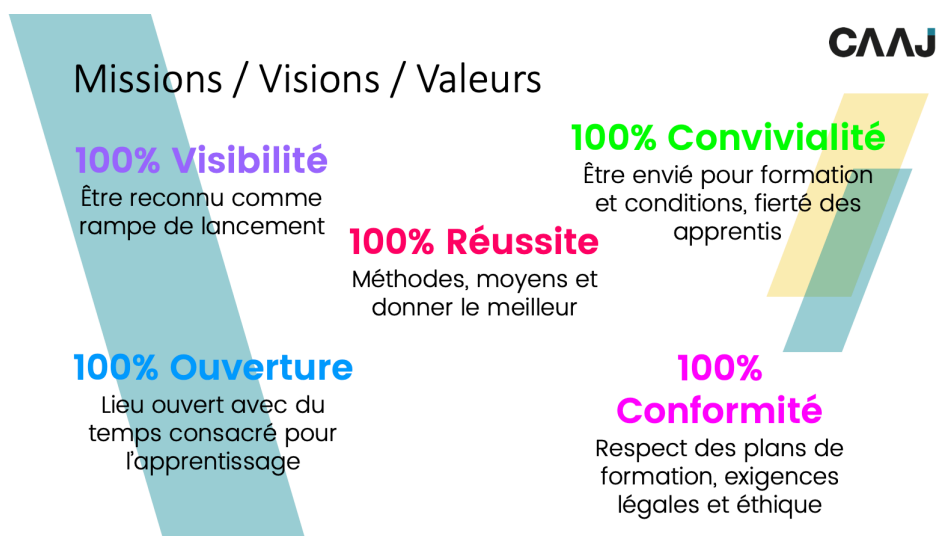 CAAJ
Missions / Visions / Valeurs
100% Visibilité
Être reconnu comme
rampe de lancement
100% Convivialité
Être envié pour formation
et conditions, fierté des
apprentis
100% Réussite
Méthodes, moyens et
donner le meilleur
100% Ouverture
Lieu ouvert avec du
temps consacré pour
l'apprentissage
100%
Conformité
Respect des plans de
formation, exigences
légales et éthique